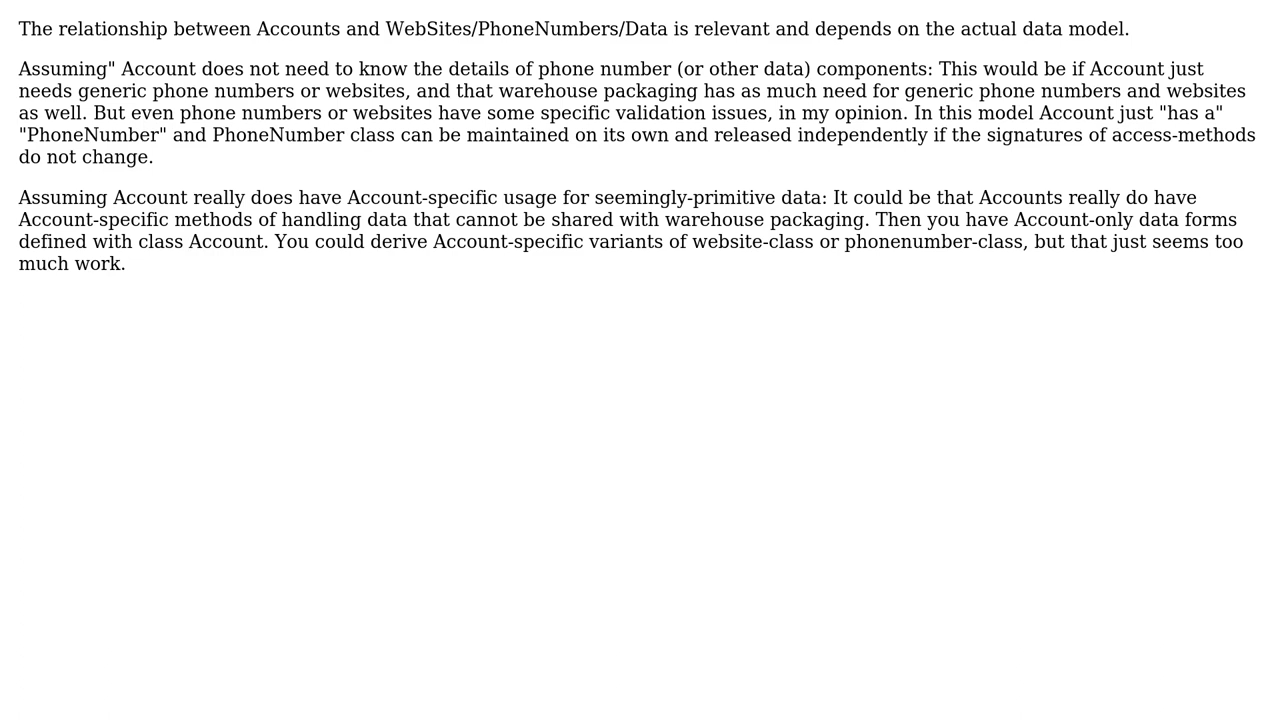 The relationship between Accounts and WebSites/PhoneNumbers/Data is relevant and depends on the actual data model.
Assuming" Account does not need to know the details of phone number (or other data) components: This would be if Account just
needs generic phone numbers or websites, and that warehouse packaging has as much need for generic phone numbers and websites
as well. But even phone numbers or websites have some specific validation issues, in my opinion. In this model Account just "has a"
"PhoneNumber" and PhoneNumber class can be maintained on its own and released independently if the signatures of access-methods
do not change.
Assuming Account really does have Account-specific usage for seemingly-primitive data: It could be that Accounts really do have
Account-specific methods of handling data that cannot be shared with warehouse packaging. Then you have Account-only data forms
defined with class Account. You could derive Account-specific variants of website-class or phonenumber-class, but that just seems too
much work.